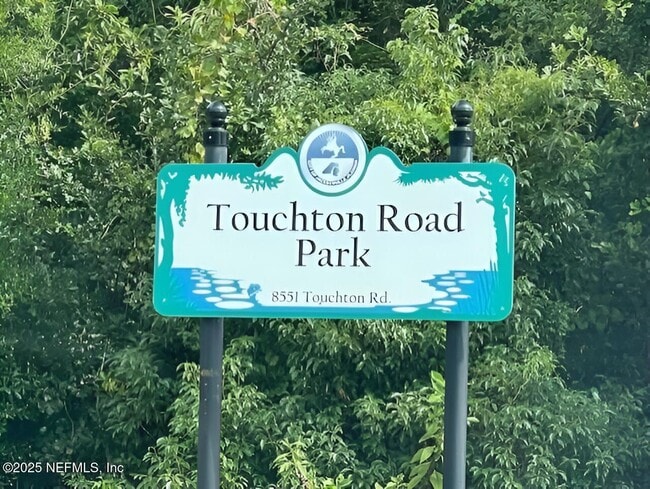 Touchton Road
Park
8551 Touchton Rd.
©2025 NEFMLS, Inc